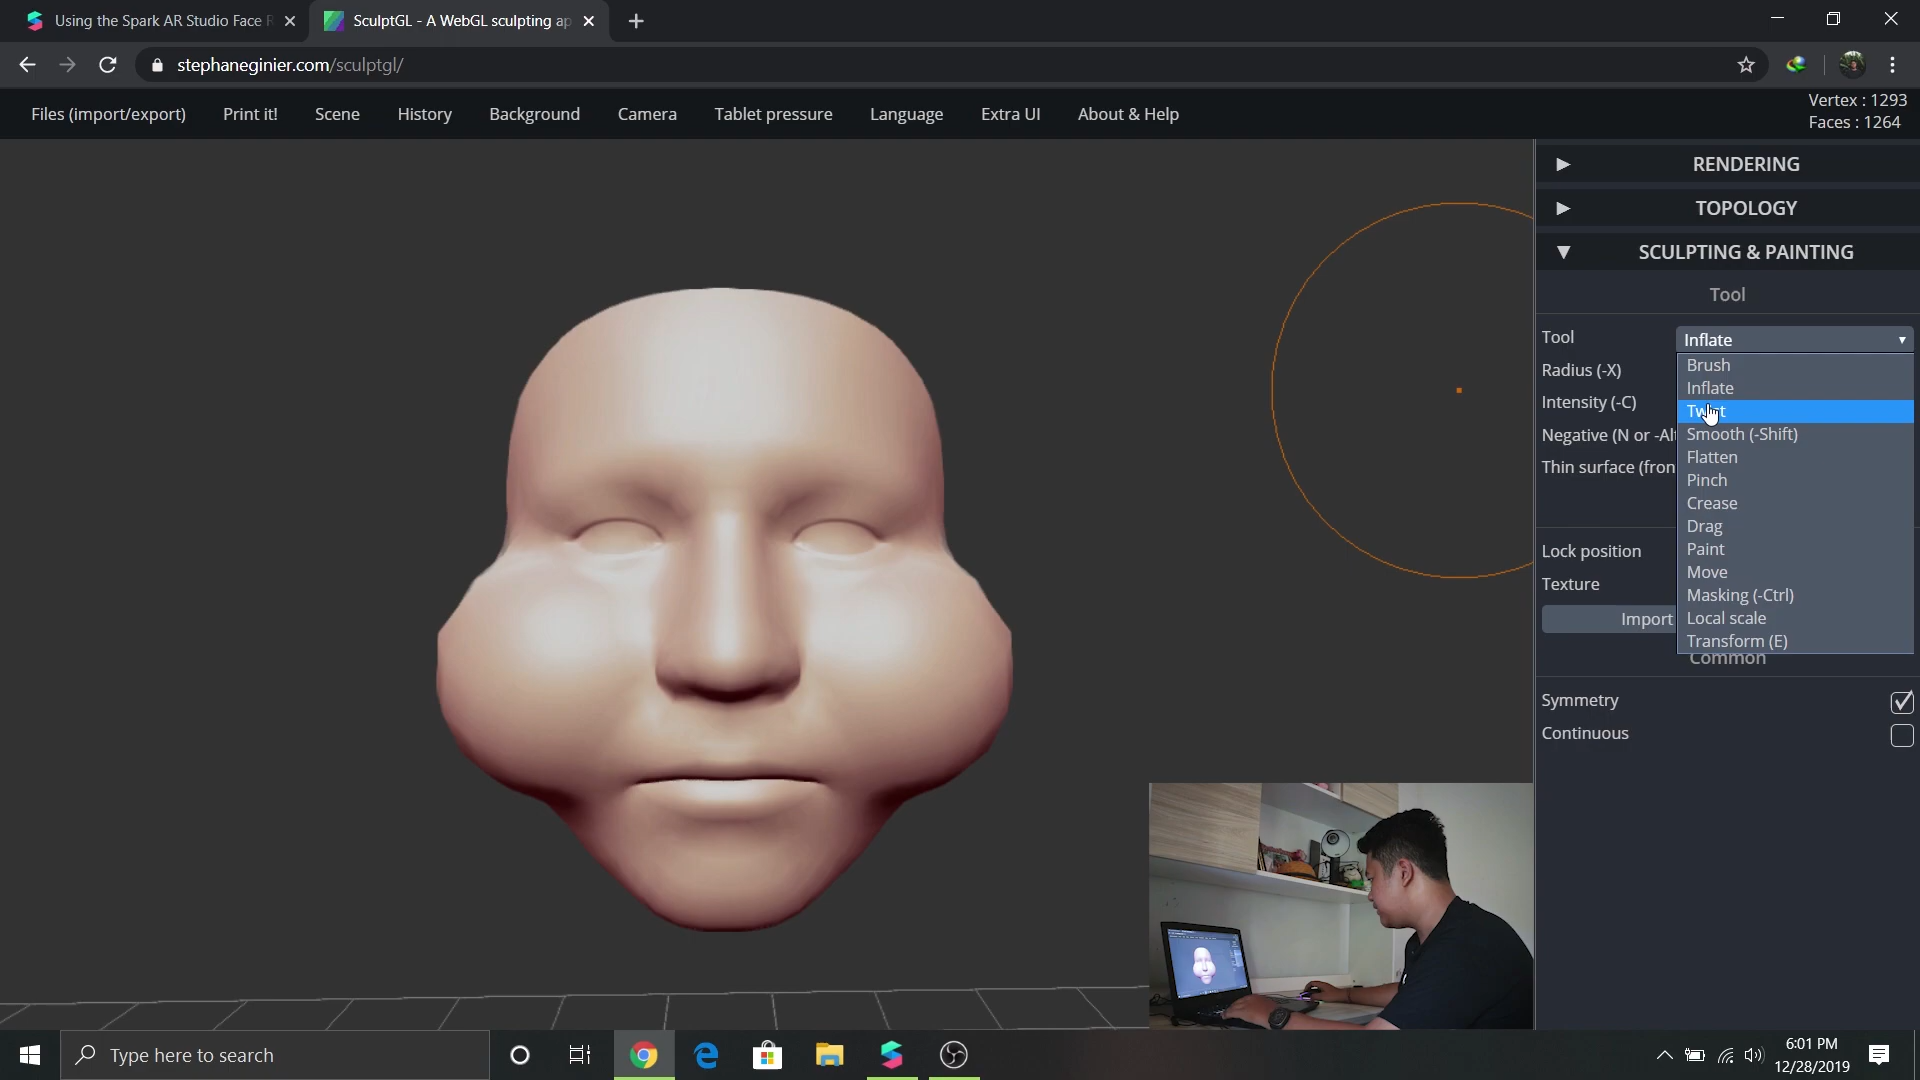 Using the Spark AR Studio Face R
SculptGL - A WebGL sculpting ap
stephaneginier.com/sculptgl/
Files (import/export) Print it! Scene History Background Camera Tablet pressure Language Extra UI About & Help
Vertex : 1293
Faces : 1264
RENDERING
TOPOLOGY
SCULPTING & PAINTING
Tool
Tool Inflate
Radius (-X)
Intensity (-C)
Negative (N or -Alt
Thin surface (fron
Brush
Inflate
Twist
Smooth (-Shift)
Flatten
Pinch
Crease
Drag
Paint
Move
Masking (-Ctrl)
Local scale
Transform (E)
Lock position
Texture
Import
Common
Symmetry
Continuous
Type here to search
6:01 PM
12/28/2019